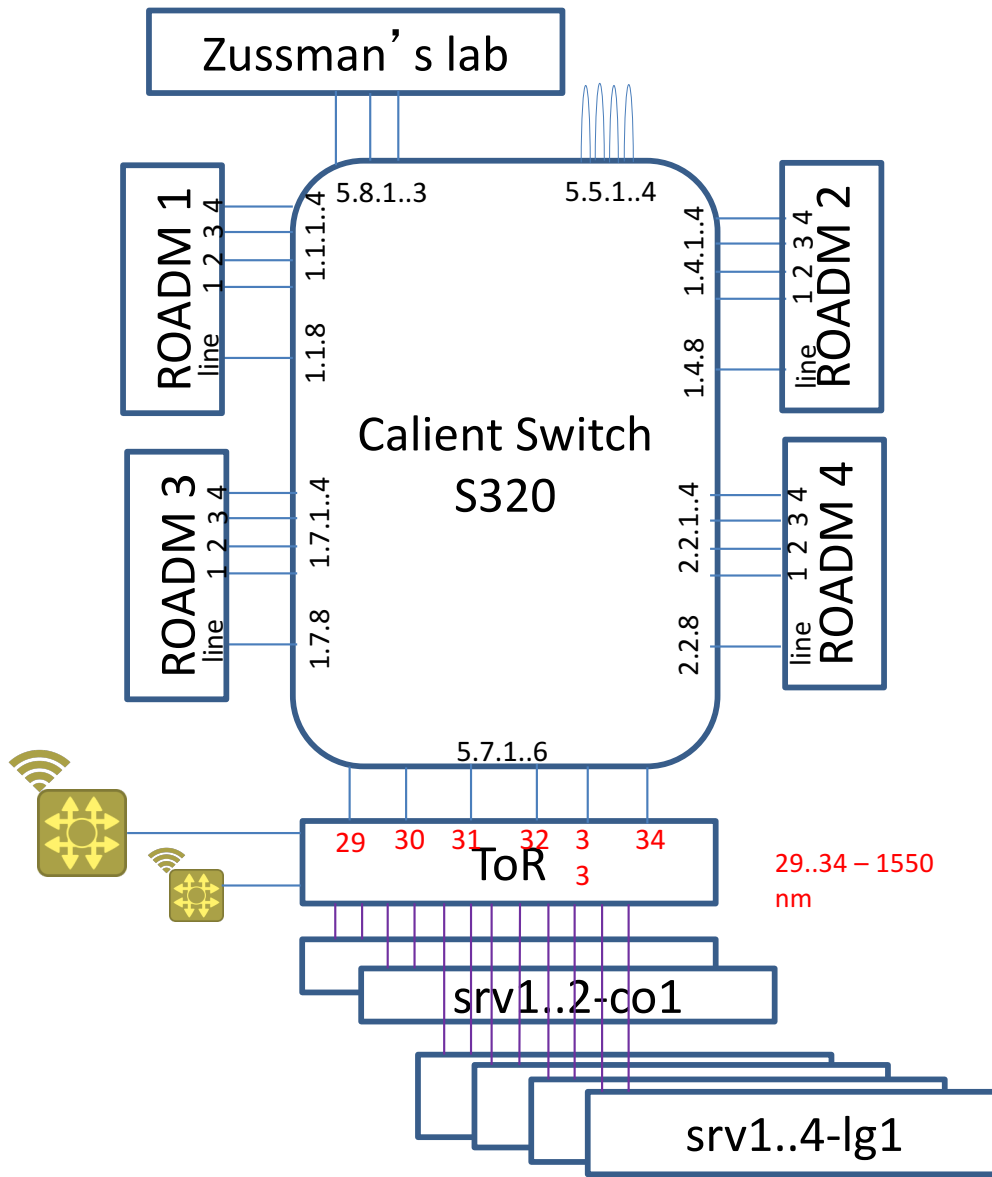 Zussman’s lab
5.8.1..3
5.5.1..4
ROADM 1
4
3
2
1
line
1.1.1..4
1.1.8
1.4.1..4
1.4.8
4
3
2
1
line
ROADM 2
Calient Switch
S320
ROADM 3
4
3
2
1
line
1.7.1..4
1.7.8
2.2.1..4
2.2.8
4
3
2
1
line
ROADM 4
5.7.1..6
29
30
31
32
3
3
34
ToR
29..34 – 1550
nm
srv1..2-co1
srv1..4-lg1